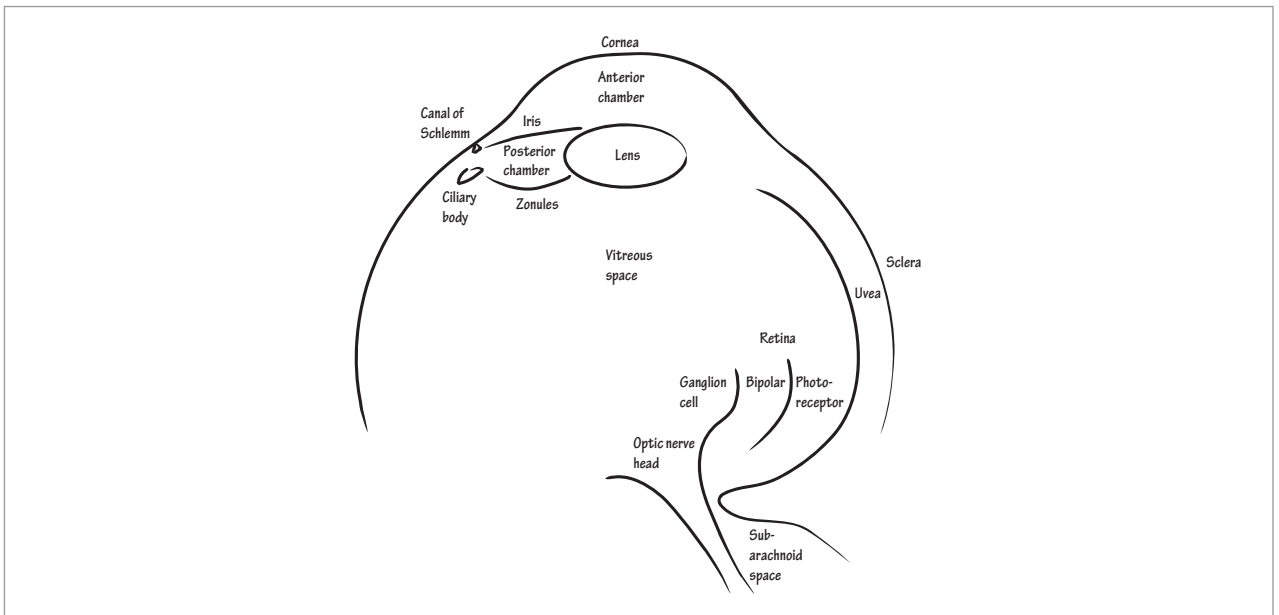 Cornea
Anterior
chamber
Canal of
Schlemm
Iris
Posterior
chamber
Lens
Ciliary
body
Zonules
Vitreous
space
Sclera
Uvea
Retina
Ganglion
cell
Bipolar
Photo-
receptor
Optic nerve
head
Sub-
arachnoid
space